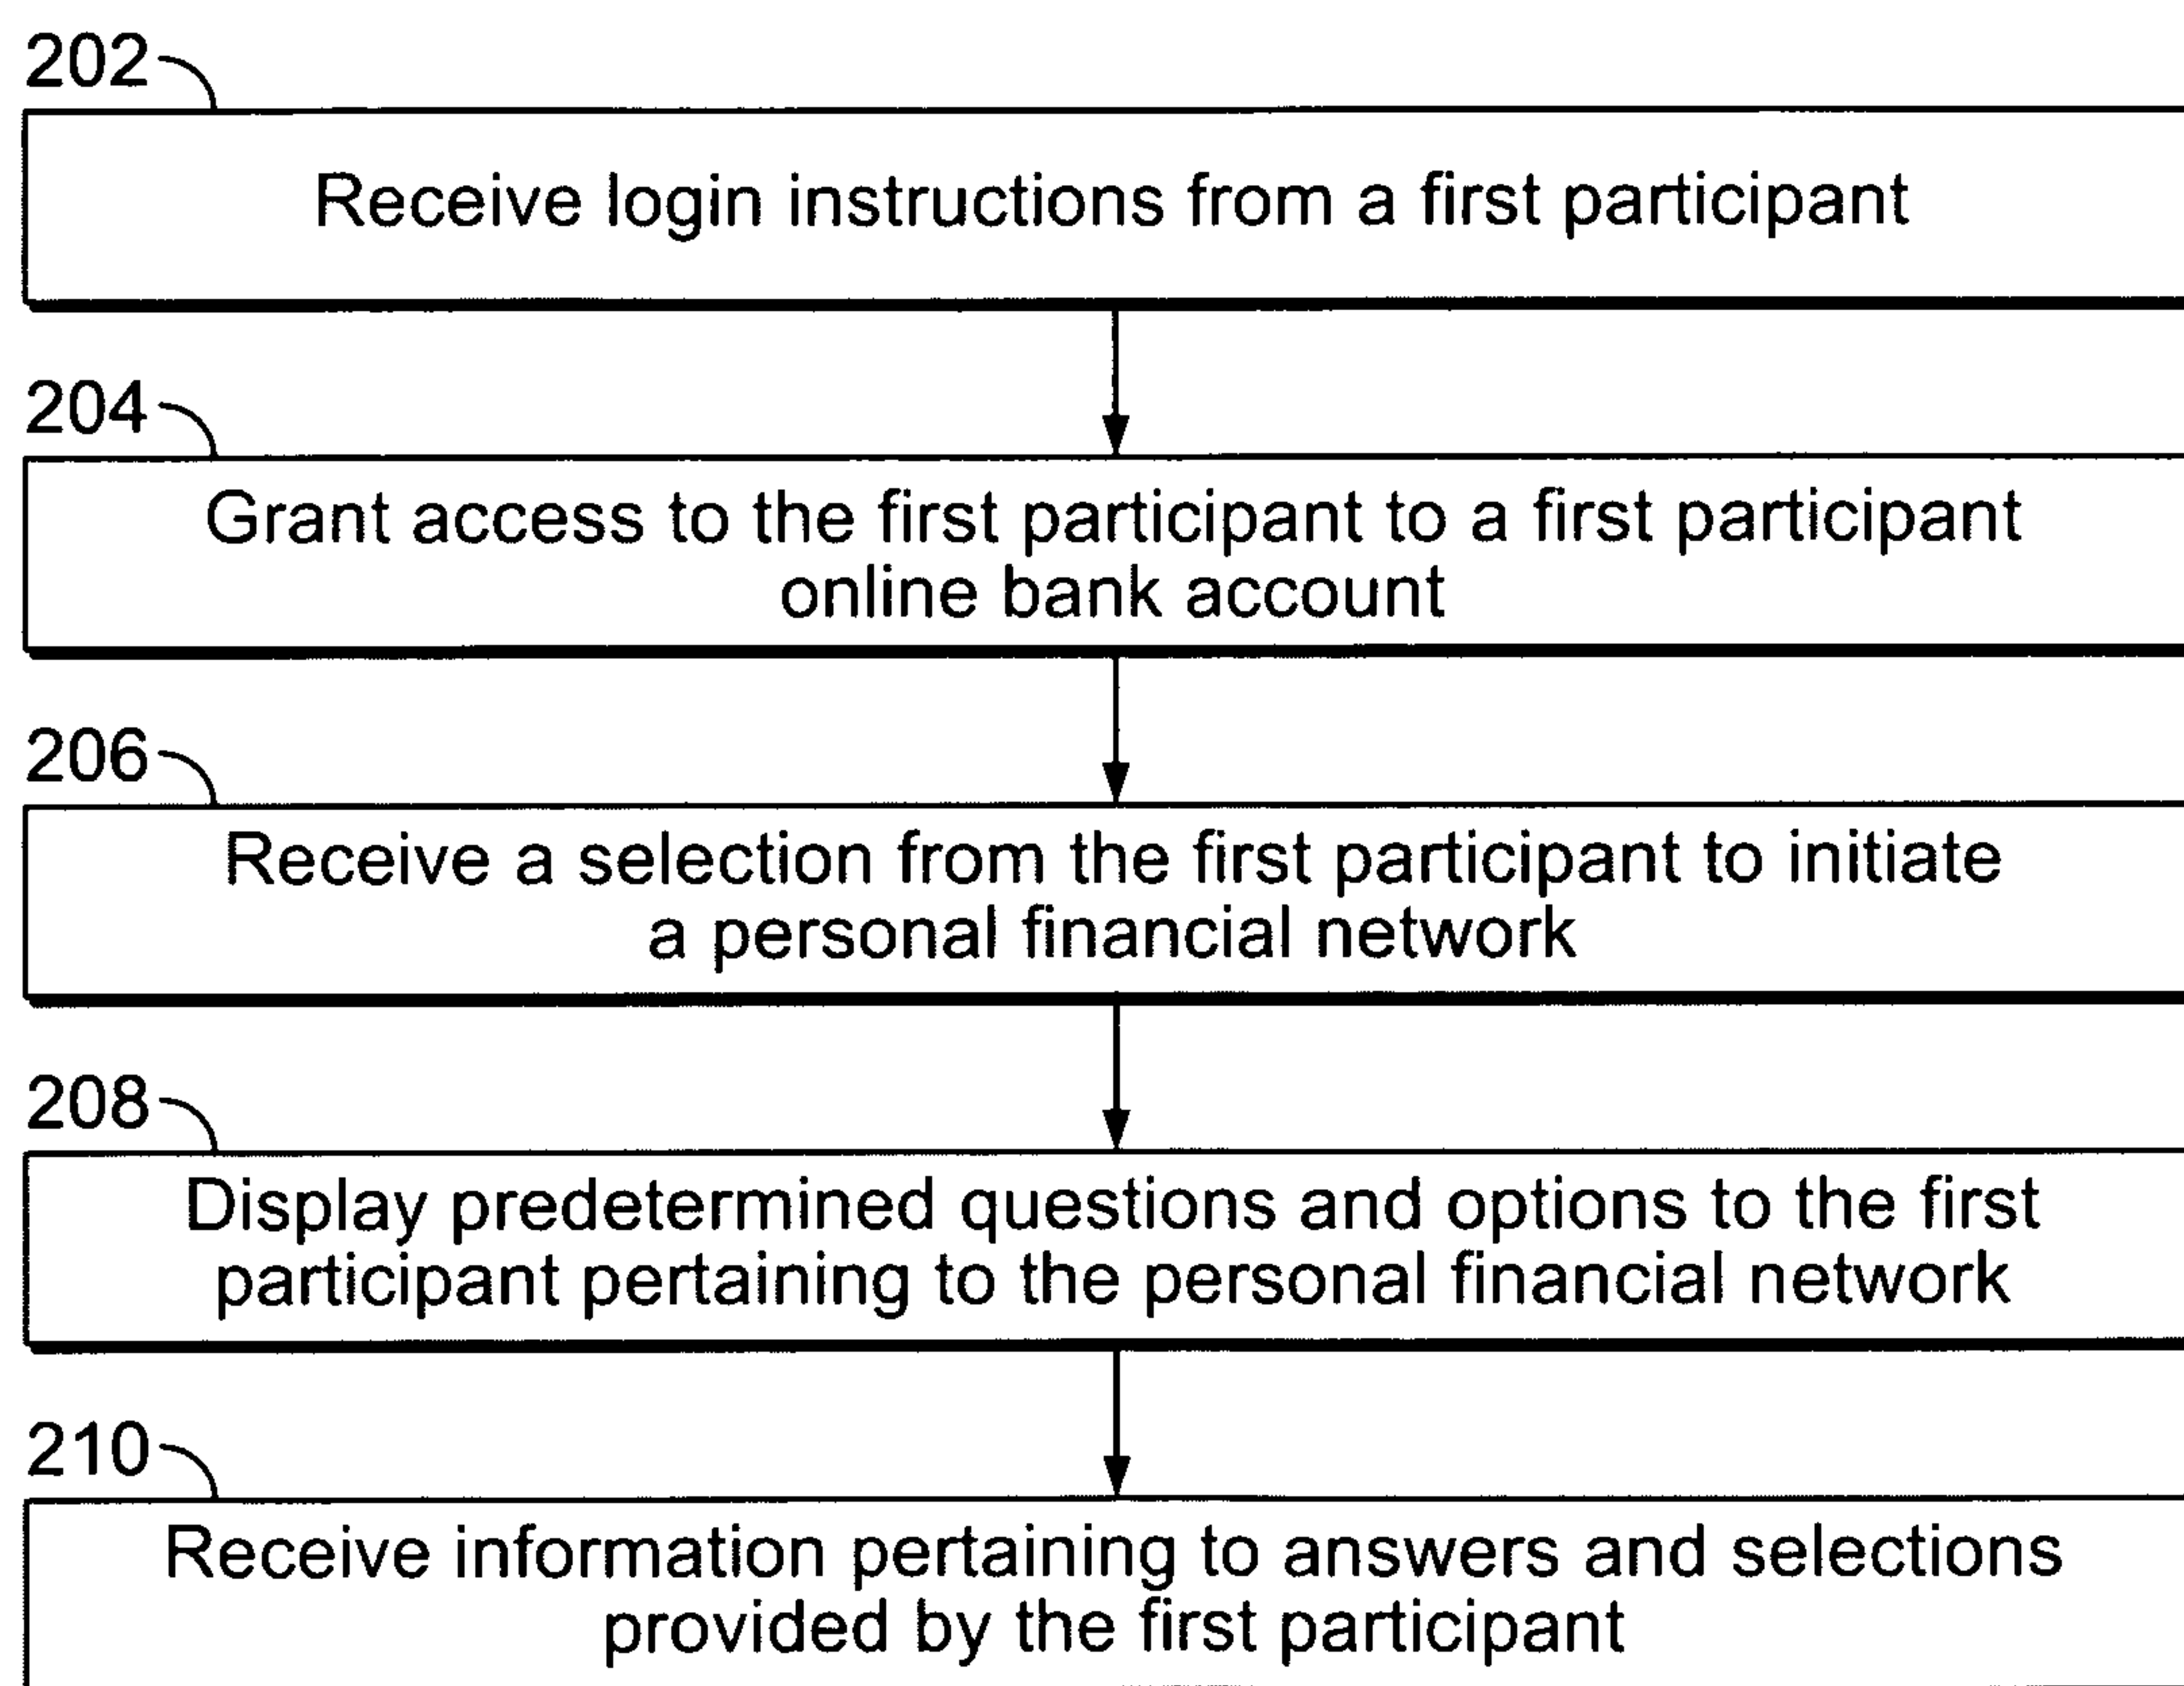 202
Receive login instructions from a first participant
204
Grant access to the first participant to a first participant
online bank account
206
Receive a selection from the first participant to initiate
a personal financial network
208
Display predetermined questions and options to the first
participant pertaining to the personal financial network
210
Receive information pertaining to answers and selections
provided by the first participant